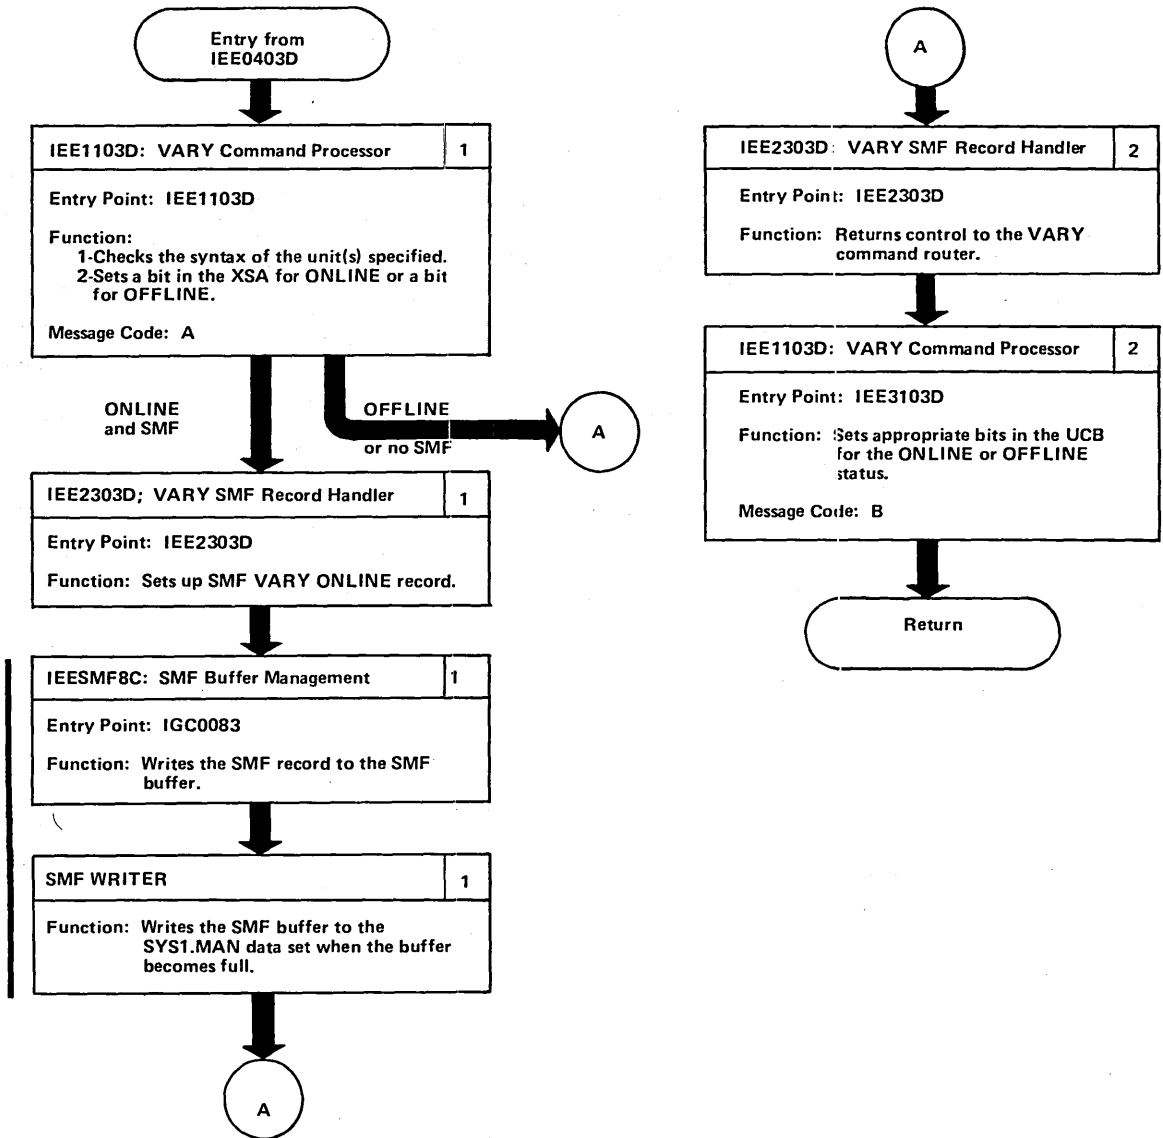 Entry from
IEE0403D
IEE1103D: VARY Command Processor 1
Entry Point: IEE1103D
Function:
1-Checks the syntax of the unit(s) specified.
2-Sets a bit in the XSA for ONLINE or a bit
for OFFLINE.
Message Code: A
ONLINE
and SMF
OFFLINE
or no SMF
A
IEE2303D; VARY SMF Record Handler 1
Entry Point: IEE2303D
Function: Sets up SMF VARY ONLINE record.
IEESMF8C: SMF Buffer Management 1
Entry Point: IGC0083
Function: Writes the SMF record to the SMF
buffer.
SMF WRITER 1
Function: Writes the SMF buffer to the
SYS1.MAN data set when the buffer
becomes full.
A
A
IEE2303D: VARY SMF Record Handler 2
Entry Point: IEE2303D
Function: Returns control to the VARY
command router.
IEE1103D: VARY Command Processor 2
Entry Point: IEE3103D
Function: Sets appropriate bits in the UCB
for the ONLINE or OFFLINE
status.
Message Code: B
Return